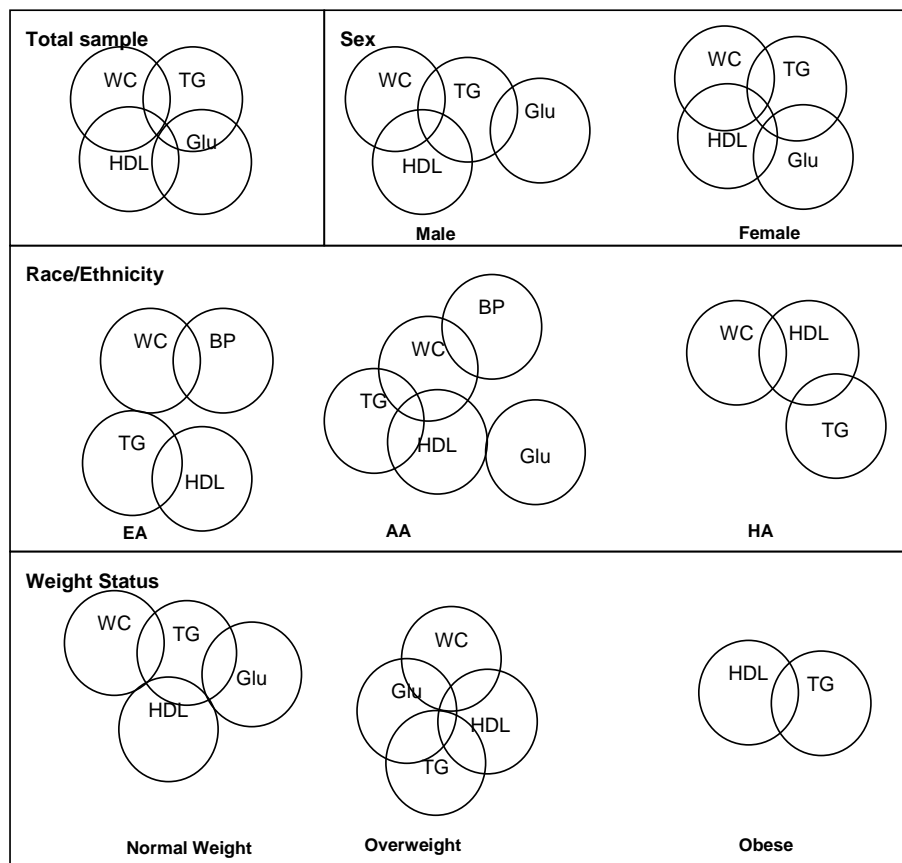 Total sample
WC
TG
HDL
Glu
Sex
WC
TG
Glu
HDL
Male
WC
TG
HDL
Glu
Female
Race/Ethnicity
WC
BP
TG
HDL
EA
BP
WC
TG
HDL
Glu
AA
WC
HDL
TG
HA
Weight Status
WC
TG
Glu
HDL
Normal Weight
WC
Glu
HDL
TG
Overweight
HDL
TG
Obese